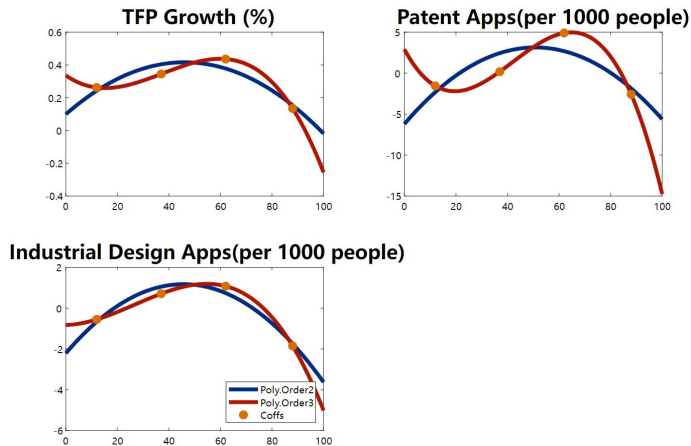 TFP Growth (%)
0.6
0.4
0.2
0
-0.2
-0.4
0 20 40 60 80 100
Patent Apps(per 1000 people)
5
0
-5
-10
-15
0 20 40 60 80 100
Industrial Design Apps(per 1000 people)
2
0
-2
-4
-6
0 20 40 60 80 100
Poly.Order2
Poly.Order3
Coffs